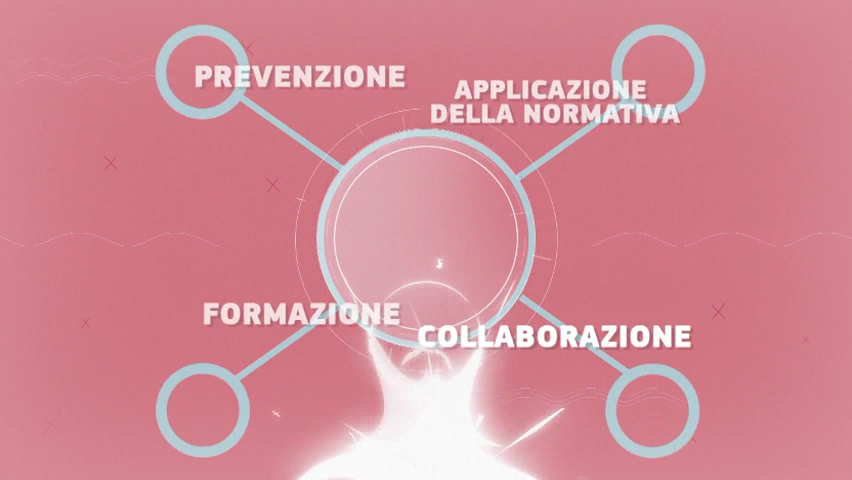 PREVENZIONE
APPLICAZIONE
DELLA NORMATIVA
FORMAZIONE
COLLABORAZIONE